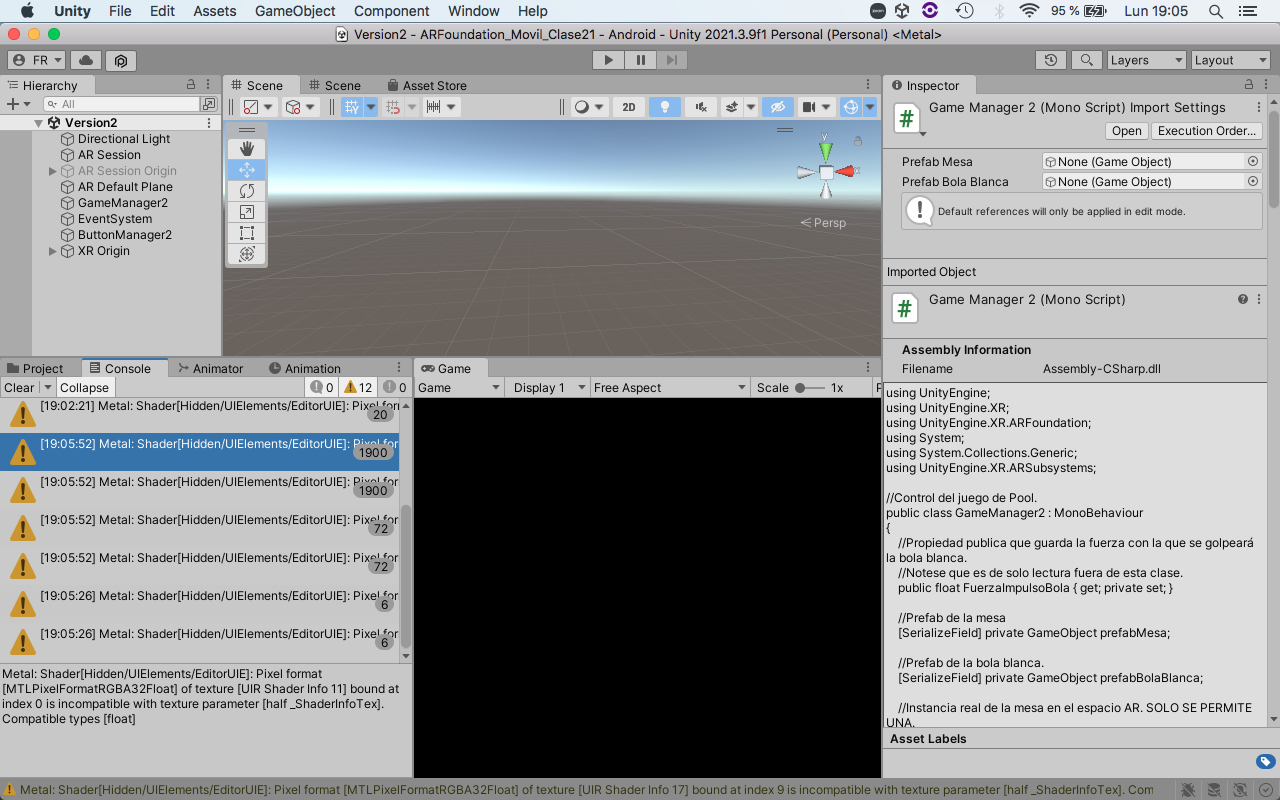 Unity File Edit Assets GameObject Component Window Help 95 % Lun 19:05
Version2 - ARFoundation_Movil_Clase21 - Android - Unity 2021.3.9f1 Personal (Personal) <Metal>
FR Layers Layout
Hierarchy
All
Version2
Directional Light
AR Session
AR Session Origin
AR Default Plane
GameManager2
EventSystem
ButtonManager2
XR Origin
Scene Scene Asset Store
2D
y
x
Persp
Project Console Animator Animation
Clear Collapse 0 12 0
[19:02:21] Metal: Shader[Hidden/UIElements/EditorUIE]: Pixel for
20
[19:05:52] Metal: Shader[Hidden/UIElements/EditorUIE]: Pixel for
1900
[19:05:52] Metal: Shader[Hidden/UIElements/EditorUIE]: Pixel for
1900
[19:05:52] Metal: Shader[Hidden/UIElements/EditorUIE]: Pixel for
72
[19:05:52] Metal: Shader[Hidden/UIElements/EditorUIE]: Pixel for
72
[19:05:26] Metal: Shader[Hidden/UIElements/EditorUIE]: Pixel for
6
[19:05:26] Metal: Shader[Hidden/UIElements/EditorUIE]: Pixel for
6
Metal: Shader[Hidden/UIElements/EditorUIE]: Pixel format
[MTLPixelFormatRGBA32Float] of texture [UIR Shader Info 11] bound at
index 0 is incompatible with texture parameter [half _ShaderInfoTex].
Compatible types [float]
Game
Game Display 1 Free Aspect Scale 1x
Inspector
Game Manager 2 (Mono Script) Import Settings
Open Execution Order...
Prefab Mesa None (Game Object)
Prefab Bola Blanca None (Game Object)
Default references will only be applied in edit mode.
Imported Object
Game Manager 2 (Mono Script)
Assembly Information
Filename Assembly-CSharp.dll
using UnityEngine;
using UnityEngine.XR;
using UnityEngine.XR.ARFoundation;
using System;
using System.Collections.Generic;
using UnityEngine.XR.ARSubsystems;
//Control del juego de Pool.
public class GameManager2 : MonoBehaviour
{
//Propiedad publica que guarda la fuerza con la que se golpeará
la bola blanca.
//Notese que es de solo lectura fuera de esta clase.
public float FuerzaImpulsoBola { get; private set; }
//Prefab de la mesa
[SerializeField] private GameObject prefabMesa;
//Prefab de la bola blanca.
[SerializeField] private GameObject prefabBolaBlanca;
//Instancia real de la mesa en el espacio AR. SOLO SE PERMITE
UNA.
Asset Labels
Metal: Shader[Hidden/UIElements/EditorUIE]: Pixel format [MTLPixelFormatRGBA32Float] of texture [UIR Shader Info 17] bound at index 9 is incompatible with texture parameter [half _ShaderInfoTex]. Com